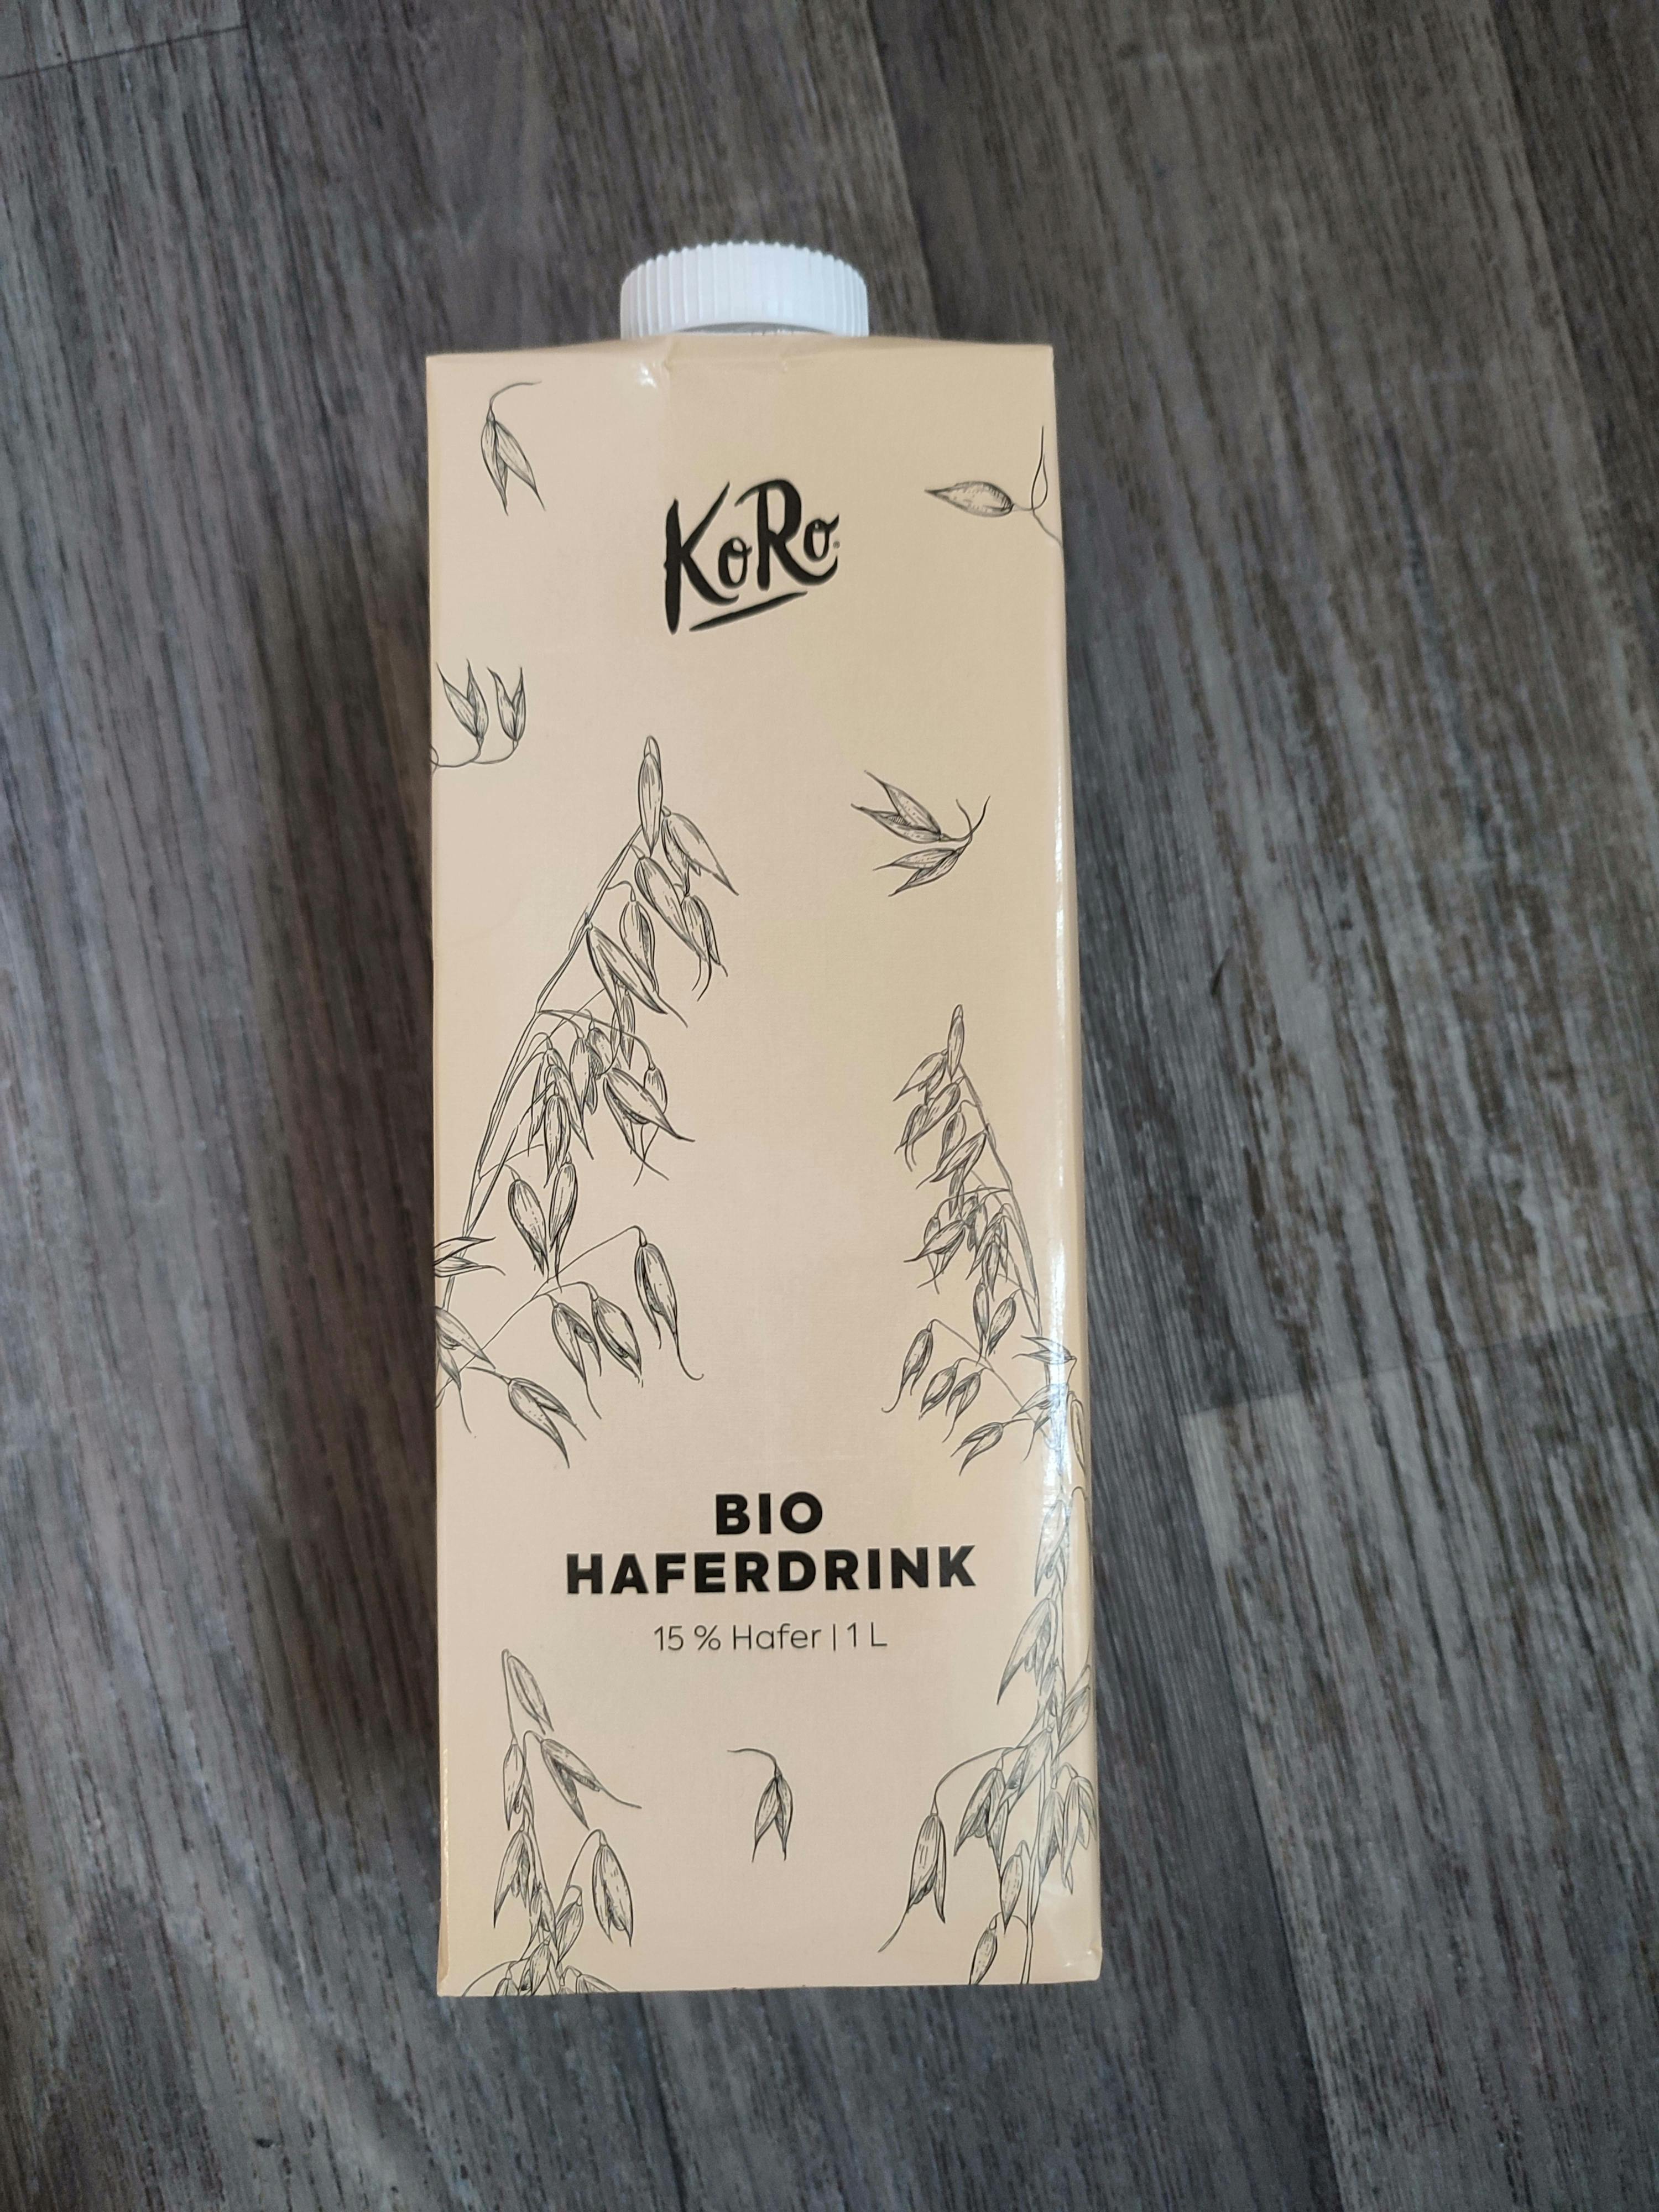 KoRo
BIO
HAFERDRINK
15 % Hafer | 1 L